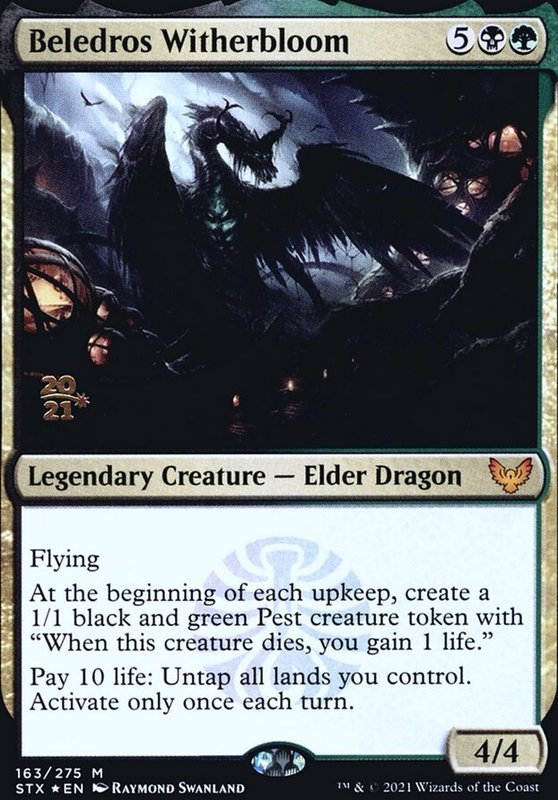 Beledros Witherbloom 5
20
21
Legendary Creature — Elder Dragon
Flying
At the beginning of each upkeep, create a
1/1 black and green Pest creature token with
“When this creature dies, you gain 1 life.”
Pay 10 life: Untap all lands you control.
Activate only once each turn.
4/4
163/275 M
STX ★ EN Raymond Swanland
™ & © 2021 Wizards of the Coast